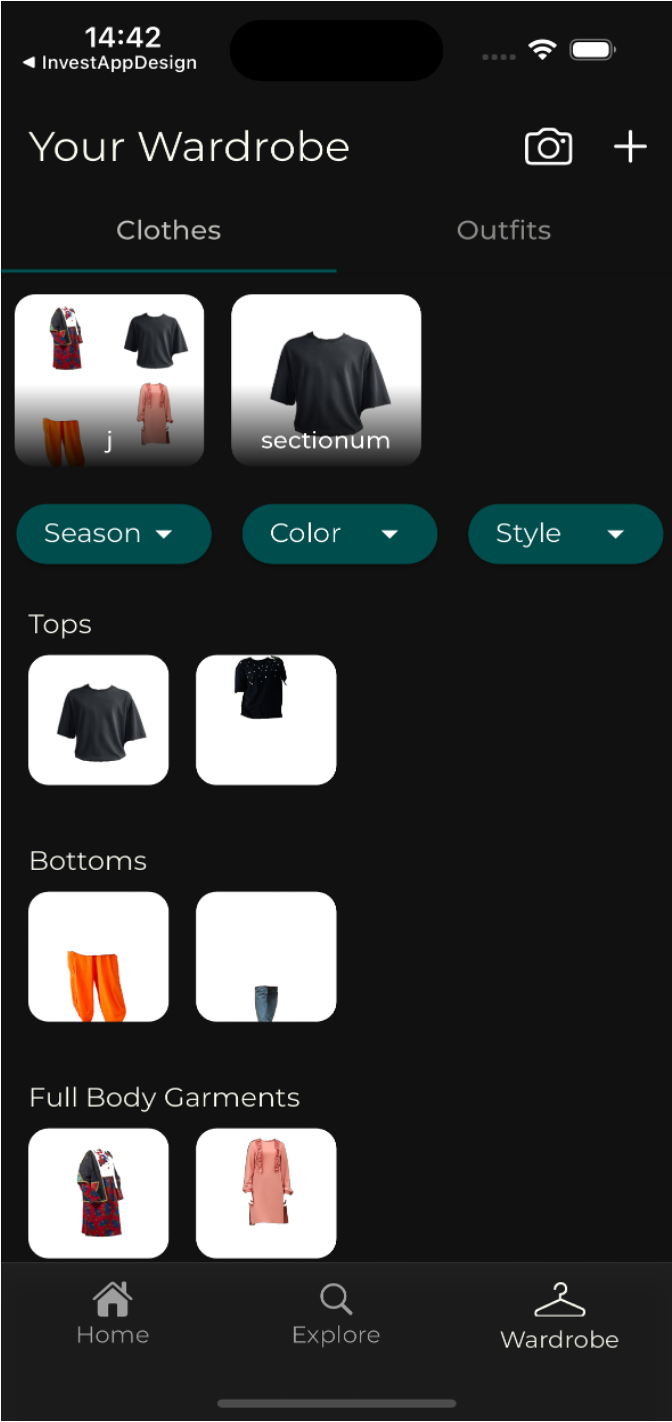 14:42
◀ InvestAppDesign
Your Wardrobe
Clothes Outfits
j sectionum
Season Color Style
Tops
Bottoms
Full Body Garments
Home Explore Wardrobe